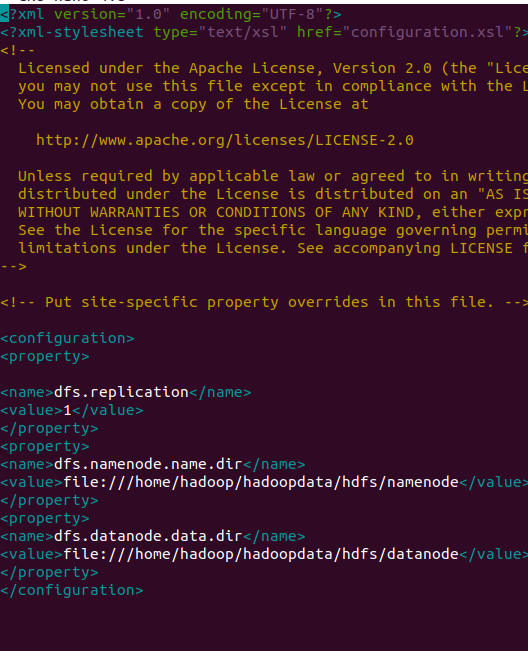 <?xml version="1.0" encoding="UTF-8"?>
<?xml-stylesheet type="text/xsl" href="configuration.xsl"?>
<!--
  Licensed under the Apache License, Version 2.0 (the "Lice
  you may not use this file except in compliance with the L
  You may obtain a copy of the License at

    http://www.apache.org/licenses/LICENSE-2.0

  Unless required by applicable law or agreed to in writing
  distributed under the License is distributed on an "AS IS
  WITHOUT WARRANTIES OR CONDITIONS OF ANY KIND, either expr
  See the License for the specific language governing permi
  limitations under the License. See accompanying LICENSE f
-->

<!-- Put site-specific property overrides in this file. -->

<configuration>
<property>

<name>dfs.replication</name>
<value>1</value>
</property>
<property>
<name>dfs.namenode.name.dir</name>
<value>file:///home/hadoop/hadoopdata/hdfs/namenode</value>
</property>
<property>
<name>dfs.datanode.data.dir</name>
<value>file:///home/hadoop/hadoopdata/hdfs/datanode</value>
</property>
</configuration>